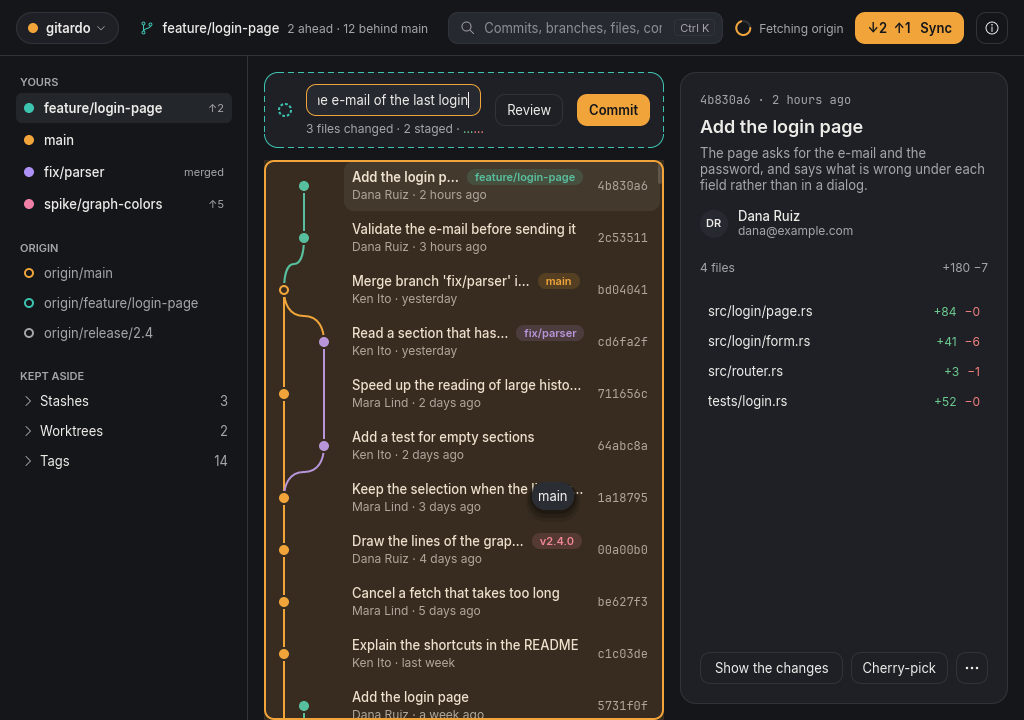 gitardo
feature/login-page 2 ahead · 12 behind main
Commits, branches, files, cor Ctrl K
Fetching origin
↓2 ↑1 Sync
YOURS
feature/login-page ↑2
main
fix/parser merged
spike/graph-colors ↑5
ORIGIN
origin/main
origin/feature/login-page
origin/release/2.4
KEPT ASIDE
Stashes 3
Worktrees 2
Tags 14
e e-mail of the last login
3 files changed · 2 staged · ......
Review
Commit
Add the login p... feature/login-page
Dana Ruiz · 2 hours ago
4b830a6
Validate the e-mail before sending it
Dana Ruiz · 3 hours ago
2c53511
Merge branch 'fix/parser' i... main
Ken Ito · yesterday
bd04041
Read a section that has... fix/parser
Ken Ito · yesterday
cd6fa2f
Speed up the reading of large histo...
Mara Lind · 2 days ago
711656c
Add a test for empty sections
Ken Ito · 2 days ago
64abc8a
Keep the selection when the
main
Mara Lind · 3 days ago
1a18795
Draw the lines of the grap... v2.4.0
Dana Ruiz · 4 days ago
00a00b0
Cancel a fetch that takes too long
Mara Lind · 5 days ago
be627f3
Explain the shortcuts in the README
Ken Ito · last week
c1c03de
Add the login page
Dana Ruiz · a week ago
5731f0f
4b830a6 · 2 hours ago
Add the login page
The page asks for the e-mail and the
password, and says what is wrong under each
field rather than in a dialog.
DR
Dana Ruiz
dana@example.com
4 files +180 −7
src/login/page.rs +84 −0
src/login/form.rs +41 −6
src/router.rs +3 −1
tests/login.rs +52 −0
Show the changes
Cherry-pick